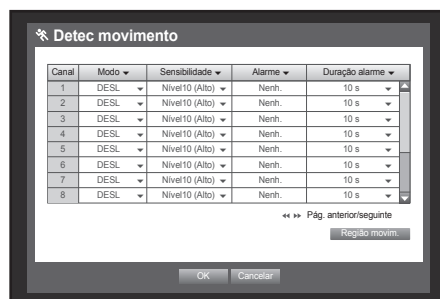 Detec movimento
Canal Modo Sensibilidade Alarme Duração alarme
1 DESL Nível10 (Alto) Nenh. 10 s
2 DESL Nível10 (Alto) Nenh. 10 s
3 DESL Nível10 (Alto) Nenh. 10 s
4 DESL Nível10 (Alto) Nenh. 10 s
5 DESL Nível10 (Alto) Nenh. 10 s
6 DESL Nível10 (Alto) Nenh. 10 s
7 DESL Nível10 (Alto) Nenh. 10 s
8 DESL Nível10 (Alto) Nenh. 10 s
Pág. anterior/seguinte
Região movim.
OK Cancelar